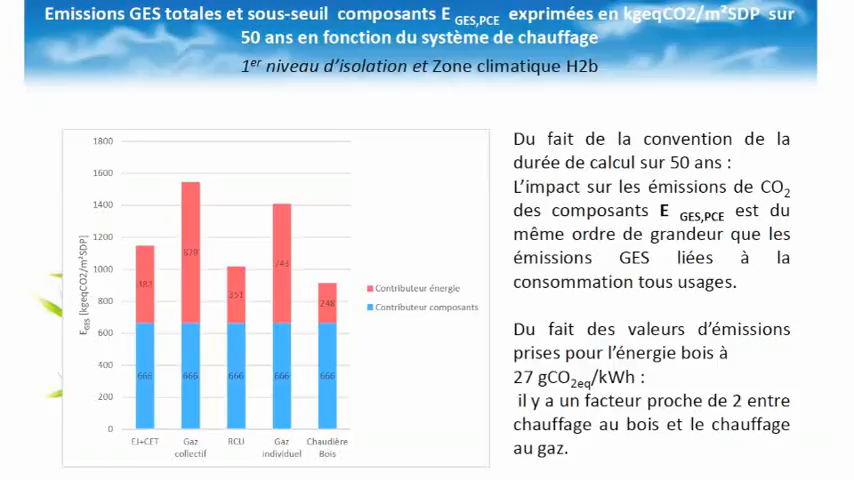 Emissions GES totales et sous-seuil composants E GES,PCE exprimées en kgeqCO2/m²SDP sur
50 ans en fonction du système de chauffage
1er niveau d'isolation et Zone climatique H2b
1800
1600
1400
1200
1000
800
600
400
200
0
EGES [kgeqCO2/m²SDP]
482
879
351
743
248
666
666
666
666
666
EJ+CET
Gaz
collectif
RCU
Gaz
individuel
Chaudière
Bois
Contributeur énergie
Contributeur composants
Du fait de la convention de la
durée de calcul sur 50 ans :
L'impact sur les émissions de CO2
des composants E GES,PCE est du
même ordre de grandeur que les
émissions GES liées à la
consommation tous usages.
Du fait des valeurs d'émissions
prises pour l'énergie bois à
27 gCO2eq/kWh :
il y a un facteur proche de 2 entre
chauffage au bois et le chauffage
au gaz.